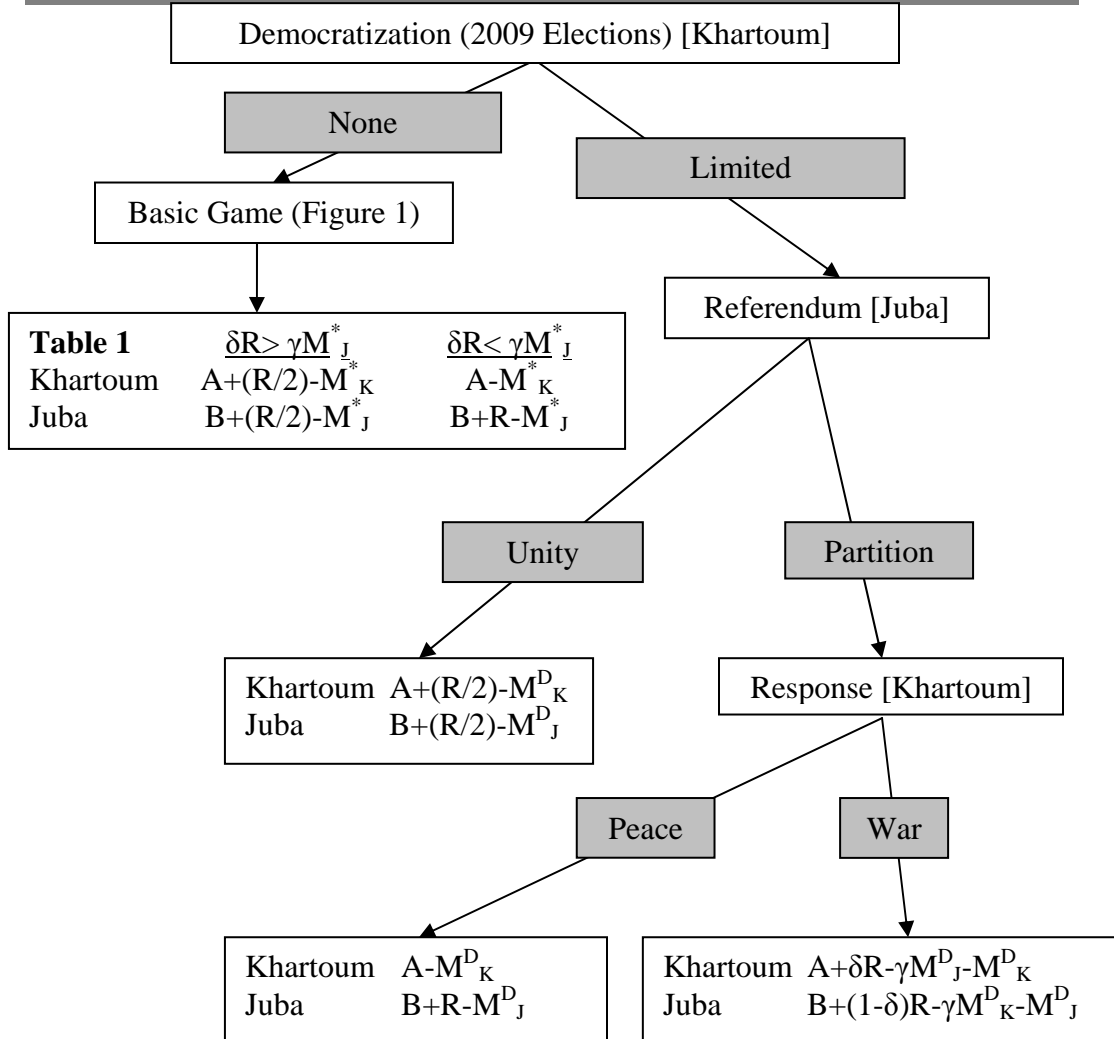 Democratization (2009 Elections) [Khartoum]
None
Limited
Basic Game (Figure 1)
Referendum [Juba]
Table 1 δR> γM*J δR< γM*J
Khartoum A+(R/2)-M*K A-M*K
Juba B+(R/2)-M*J B+R-M*J
Unity
Partition
Khartoum A+(R/2)-MDK
Juba B+(R/2)-MDJ
Response [Khartoum]
Peace
War
Khartoum A-MDK
Juba B+R-MDJ
Khartoum A+δR-γMDJ-MDK
Juba B+(1-δ)R-γMDK-MDJ